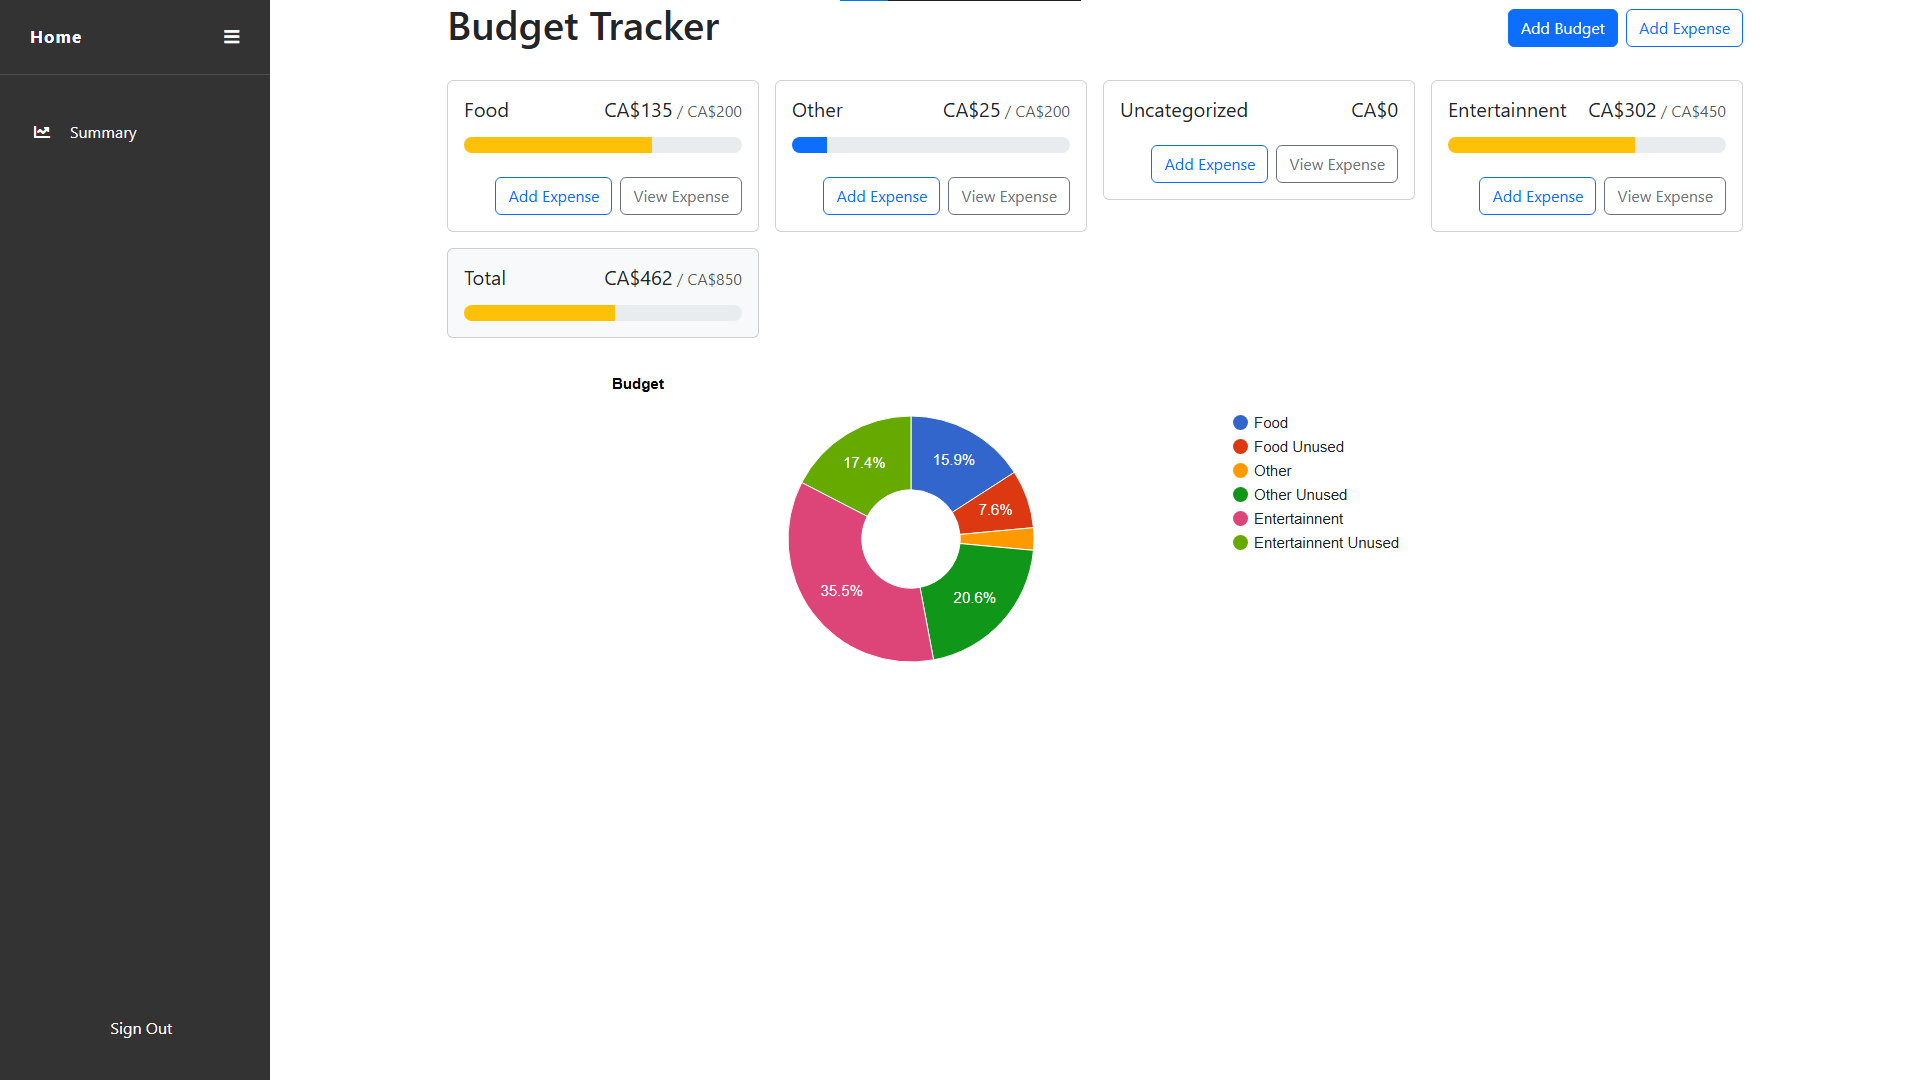 Home
Summary
Sign Out
Budget Tracker
Add Budget
Add Expense
Food CA$135 / CA$200
Add Expense View Expense
Other CA$25 / CA$200
Add Expense View Expense
Uncategorized CA$0
Add Expense View Expense
Entertainnent CA$302 / CA$450
Add Expense View Expense
Total CA$462 / CA$850
Budget
15.9%
7.6%
20.6%
35.5%
17.4%
Food
Food Unused
Other
Other Unused
Entertainnent
Entertainnent Unused